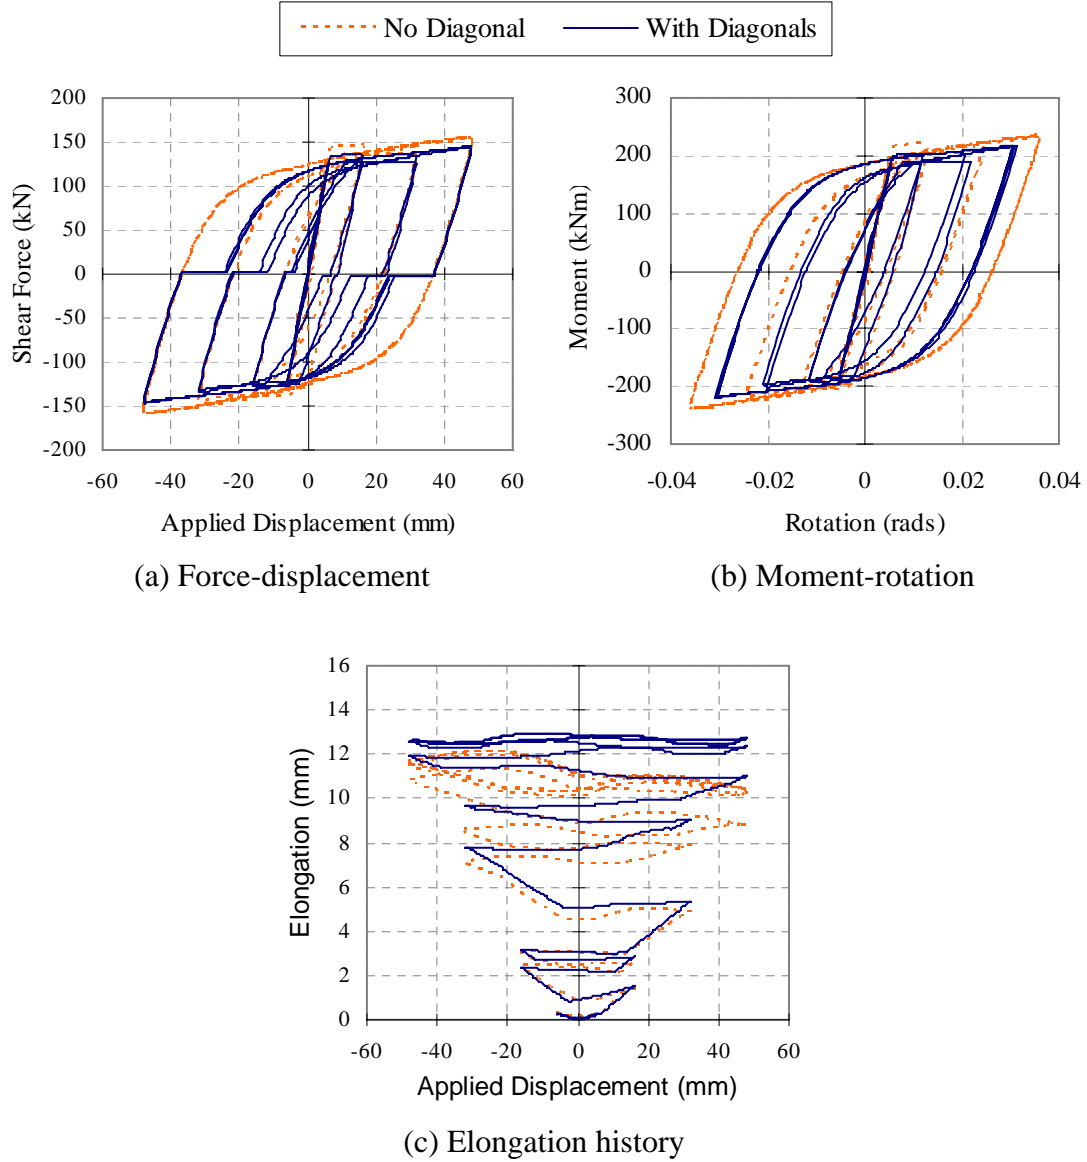 No Diagonal With Diagonals
200
150
100
50
0
-50
-100
-150
-200
-60 -40 -20 0 20 40 60
Shear Force (kN)
Applied Displacement (mm)
(a) Force-displacement
300
200
100
0
-100
-200
-300
-0.04 -0.02 0 0.02 0.04
Moment (kNm)
Rotation (rads)
(b) Moment-rotation
16
14
12
10
8
6
4
2
0
-60 -40 -20 0 20 40 60
Elongation (mm)
Applied Displacement (mm)
(c) Elongation history